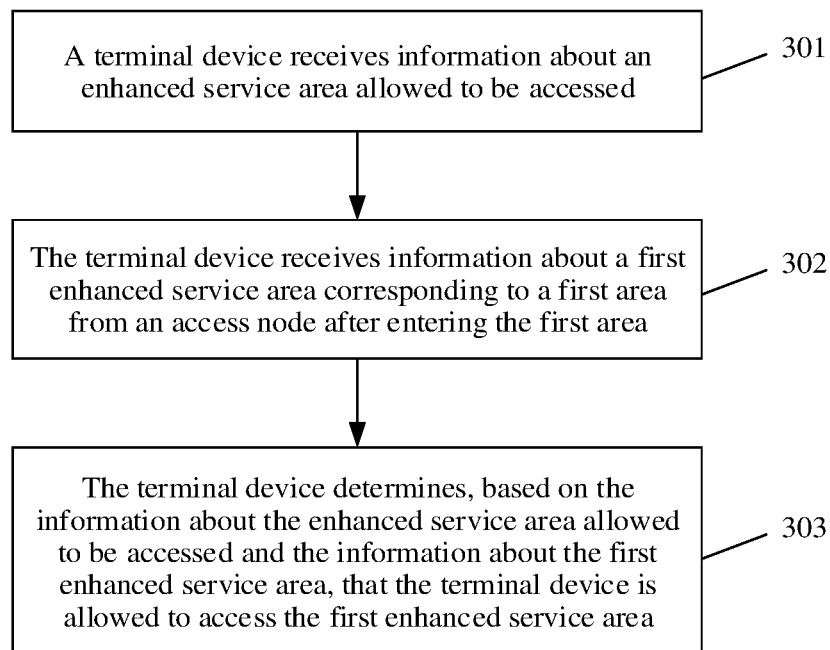 A terminal device receives information about an
enhanced service area allowed to be accessed
301
The terminal device receives information about a first
enhanced service area corresponding to a first area
from an access node after entering the first area
302
The terminal device determines, based on the
information about the enhanced service area allowed
to be accessed and the information about the first
enhanced service area, that the terminal device is
allowed to access the first enhanced service area
303